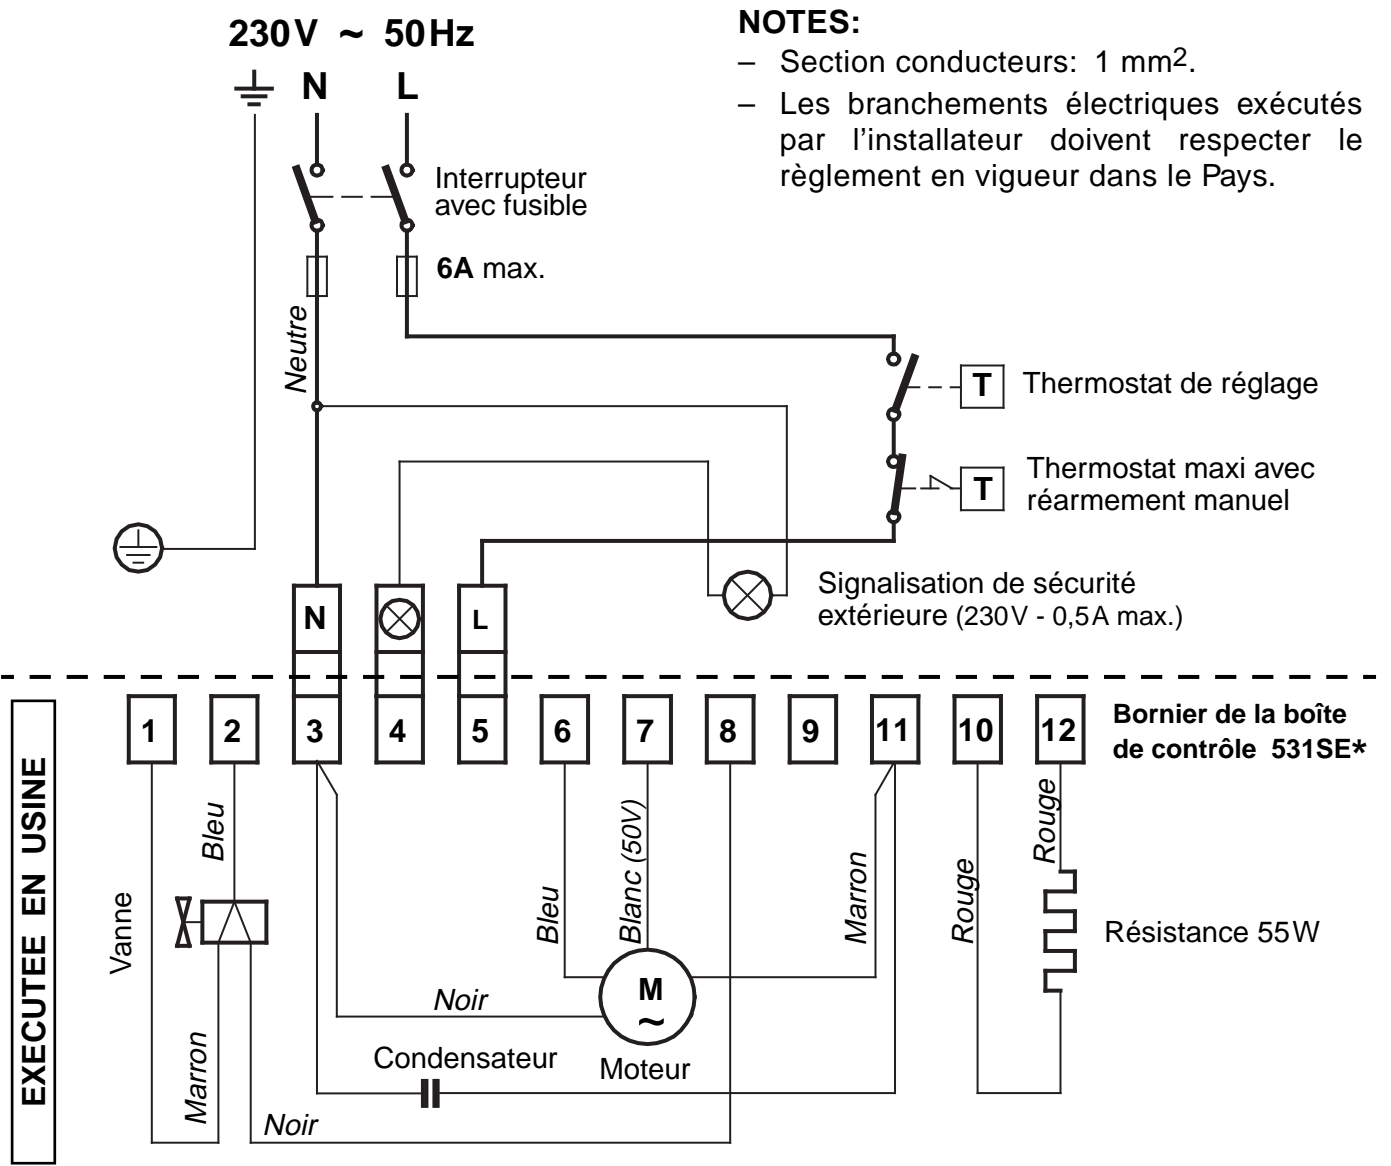 230V ~ 50Hz
N L
NOTES:
– Section conducteurs: 1 mm².
– Les branchements électriques exécutés
par l’installateur doivent respecter le
règlement en vigueur dans le Pays.
Interrupteur
avec fusible
6A max.
Neutre
T Thermostat de réglage
T Thermostat maxi avec
réarmement manuel
Signalisation de sécurité
extérieure (230V - 0,5A max.)
N L
1 2 3 4 5 6 7 8 9 11 10 12
Bornier de la boîte
de contrôle 531SE*
EXECUTEE EN USINE
Vanne
Bleu
Marron
Noir
Noir
Condensateur
Bleu
Blanc (50V)
M
~
Moteur
Marron
Rouge
Rouge
Résistance 55W